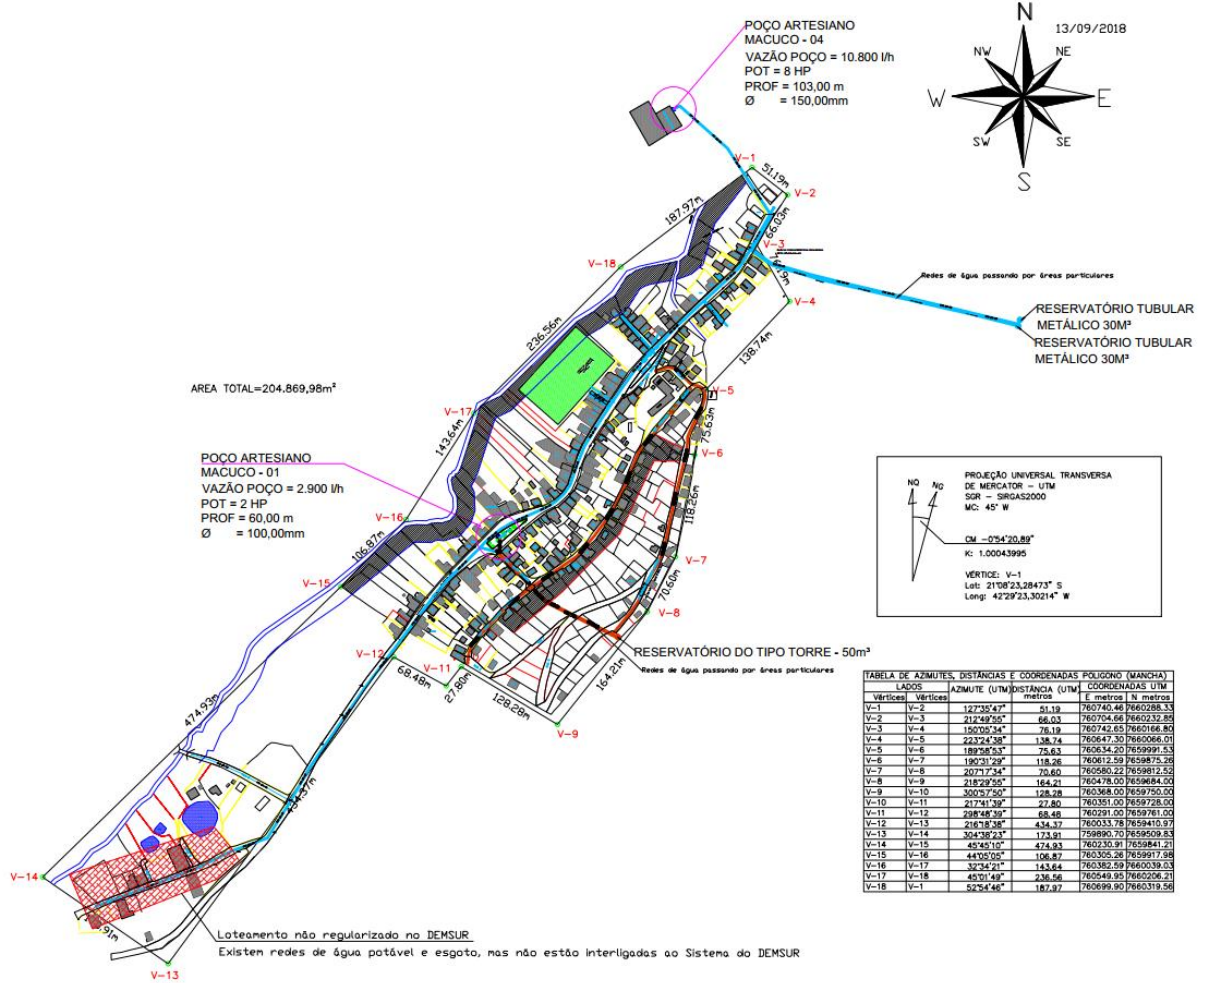 POÇO ARTESIANO
MACUCO - 04
VAZÃO POÇO = 10.800 l/h
POT = 8 HP
PROF = 103,00 m
Ø = 150,00mm
13/09/2018
N
NW
NE
W
E
SW
SE
S
V-1
51.19m
V-2
187.97m
66.03m
V-3
V-18
V-4
Redes de água passando por áreas particulares
RESERVATÓRIO TUBULAR
METÁLICO 30M³
RESERVATÓRIO TUBULAR
METÁLICO 30M³
236.56m
138.74m
AREA TOTAL=204.869,98m²
V-5
V-17
75.63m
143.64m
V-6
POÇO ARTESIANO
MACUCO - 01
VAZÃO POÇO = 2.900 l/h
POT = 2 HP
PROF = 60,00 m
Ø = 100,00mm
118.26m
V-16
106.87m
V-7
V-15
70.60m
V-8
PROJEÇÃO UNIVERSAL TRANSVERSA
DE MERCATOR - UTM
SGR - SIRGAS2000
MC: 45° W
NQ
NG
CM -0°54'20,89"
K: 1.00043995
VÉRTICE: V-1
Lat: 21°08'23,28473" S
Long: 42°29'23,30214" W
RESERVATÓRIO DO TIPO TORRE - 50m³
Redes de água passando por áreas particulares
V-12
V-11
68.48m
27.80m
164.21m
128.28m
V-9
474.93m
434.37m
V-14
V-13
TABELA DE AZIMUTES, DISTÂNCIAS E COORDENADAS POLIGONO (MANCHA)
LADOS AZIMUTE (UTM) DISTÂNCIA (UTM) COORDENADAS UTM
Vértices Vértices metros E metros N metros
V-1 V-2 127°35'47" 51.19 760740.46 7660288.33
V-2 V-3 212°49'55" 66.03 760704.66 7660232.85
V-3 V-4 150°05'34" 76.19 760742.65 7660166.80
V-4 V-5 223°24'38" 138.74 760647.30 7660066.01
V-5 V-6 189°58'53" 75.63 760634.20 7659991.53
V-6 V-7 190°31'29" 118.26 760612.59 7659875.26
V-7 V-8 207°17'34" 70.60 760580.22 7659812.52
V-8 V-9 218°29'55" 164.21 760478.00 7659684.00
V-9 V-10 300°57'50" 128.28 760368.00 7659750.00
V-10 V-11 217°41'39" 27.80 760351.00 7659728.00
V-11 V-12 298°48'39" 68.48 760291.00 7659761.00
V-12 V-13 216°18'38" 434.37 760033.78 7659410.97
V-13 V-14 304°38'23" 173.91 759890.70 7659509.83
V-14 V-15 45°45'10" 474.93 760230.91 7659841.21
V-15 V-16 44°05'05" 106.87 760305.26 7659917.98
V-16 V-17 32°34'21" 143.64 760382.59 7660039.03
V-17 V-18 45°01'49" 236.56 760549.95 7660206.21
V-18 V-1 52°54'46" 187.97 760699.90 7660319.56
Loteamento não regularizado no DEMSUR
Existem redes de água potável e esgoto, mas não estão interligadas ao Sistema do DEMSUR